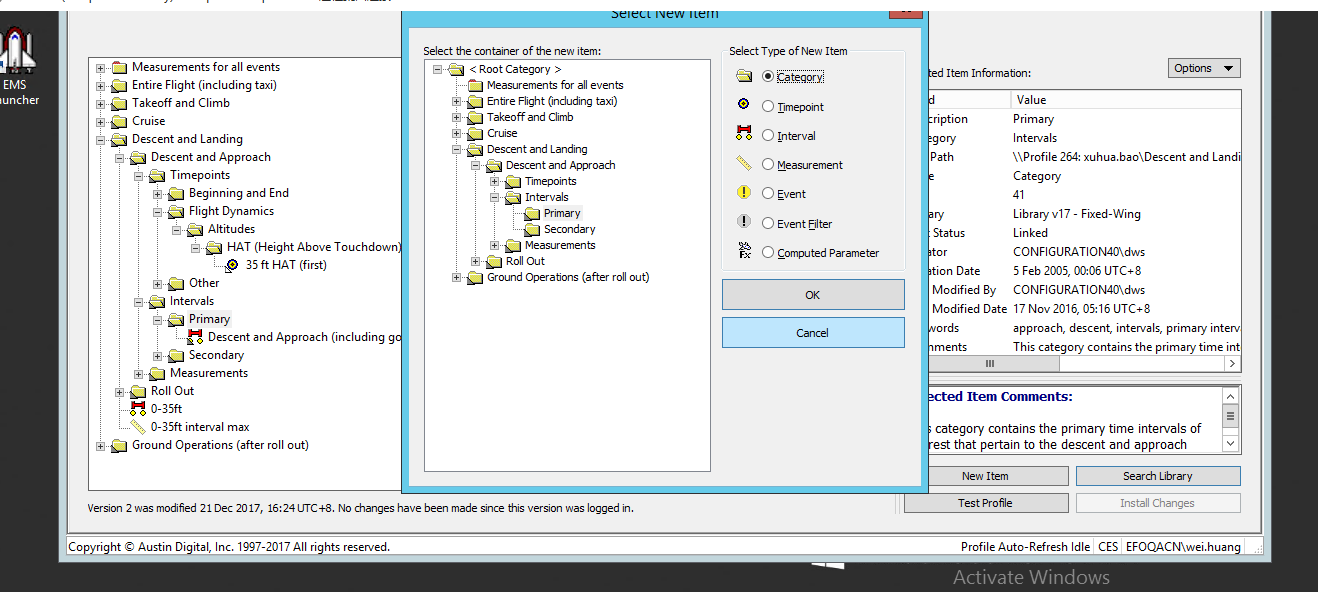 Select New Item
EMS
uncher
Measurements for all events
Entire Flight (including taxi)
Takeoff and Climb
Cruise
Descent and Landing
Descent and Approach
Timepoints
Beginning and End
Flight Dynamics
Altitudes
HAT (Height Above Touchdown)
35 ft HAT (first)
Other
Intervals
Primary
Descent and Approach (including go
Secondary
Measurements
Roll Out
0-35ft
0-35ft interval max
Ground Operations (after roll out)
Select the container of the new item:
< Root Category >
Measurements for all events
Entire Flight (including taxi)
Takeoff and Climb
Cruise
Descent and Landing
Descent and Approach
Timepoints
Intervals
Primary
Secondary
Measurements
Roll Out
Ground Operations (after roll out)
Select Type of New Item
Category
Timepoint
Interval
Measurement
Event
Event Filter
Fx Computed Parameter
OK
Cancel
ted Item Information:
Options
d Value
cription Primary
egory Intervals
Path \\Profile 264: xuhua.bao\Descent and Landi
e Category
41
ary Library v17 - Fixed-Wing
Status Linked
ator CONFIGURATION40\dws
ation Date 5 Feb 2005, 00:06 UTC+8
Modified By CONFIGURATION40\dws
Modified Date 17 Nov 2016, 05:16 UTC+8
words approach, descent, intervals, primary interv
nments This category contains the primary time int
ected Item Comments:
s category contains the primary time intervals of
rest that pertain to the descent and approach
New Item
Search Library
Test Profile
Install Changes
Version 2 was modified 21 Dec 2017, 16:24 UTC+8. No changes have been made since this version was logged in.
Copyright © Austin Digital, Inc. 1997-2017 All rights reserved.
Profile Auto-Refresh Idle CES EFOQACN\wei.huang
Activate Windows